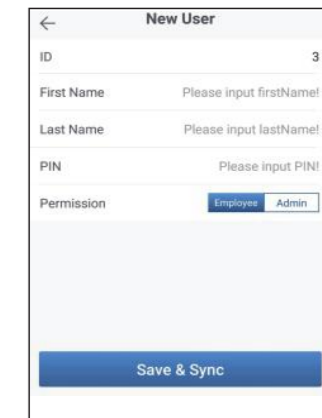 New User
ID 3
First Name Please input firstName!
Last Name Please input lastName!
PIN Please input PIN!
Permission Employee Admin
Save & Sync